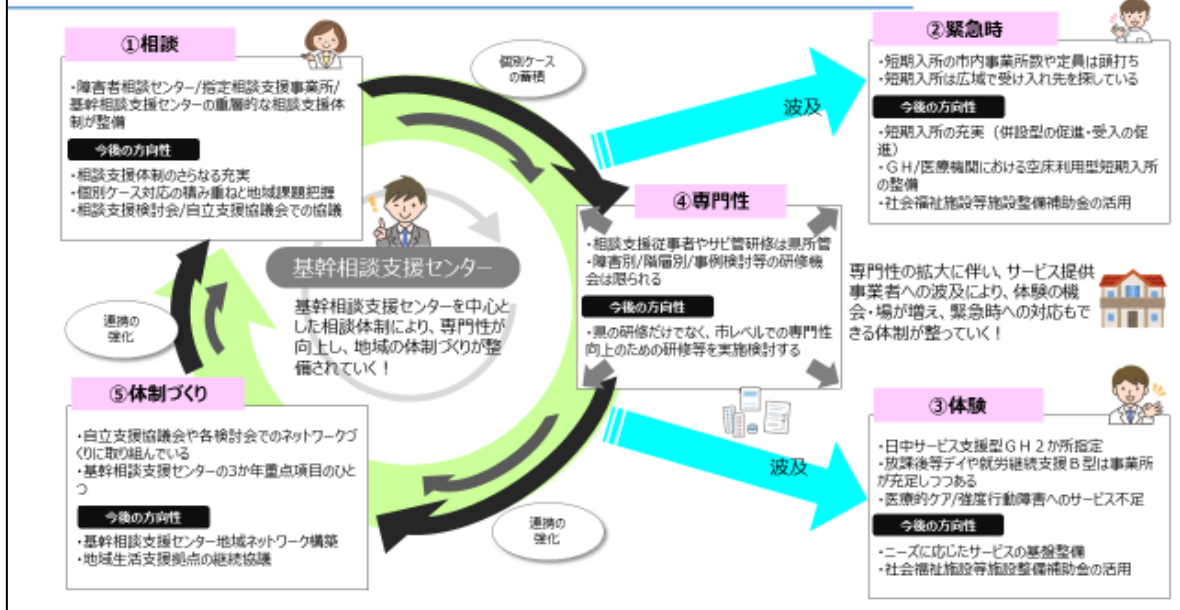 ①相談
・障害者相談センター/指定相談支援事業所/
基幹相談支援センターの重層的な相談支援体
制が整備
今後の方向性
・相談支援体制のさらなる充実
・個別ケース対応の積み重ねと地域課題把握
・相談支援検討会/自立支援協議会での協議
個別ケース
の蓄積
波及
②緊急時
・短期入所の市内事業所数や定員は頭打ち
・短期入所は広域で受け入れ先を探している
今後の方向性
・短期入所の充実（併設型の促進・受入の促
進）
・ＧＨ/医療機関における空床利用型短期入所
の整備
・社会福祉施設等施設整備補助金の活用
基幹相談支援センター
基幹相談支援センターを中心と
した相談体制により、専門性が
向上し、地域の体制づくりが整
備されていく！
④専門性
・相談支援従事者やサビ管研修は県所管
・障害別/階層別/事例検討等の研修機
会は限られる
今後の方向性
・県の研修だけでなく、市レベルでの専門性
向上のための研修等を実施検討する
専門性の拡大に伴い、サービス提供
事業者への波及により、体験の機
会・場が増え、緊急時への対応もで
きる体制が整っていく！
連携の
強化
⑤体制づくり
・自立支援協議会や各検討会でのネットワークづ
くりに取り組んでいる
・基幹相談支援センターの3か年重点項目のひと
つ
今後の方向性
・基幹相談支援センター地域ネットワーク構築
・地域生活支援拠点の継続協議
連携の
強化
波及
③体験
・日中サービス支援型ＧＨ２か所指定
・放課後等デイや就労継続支援Ｂ型は事業所
が充足しつつある
・医療的ケア/強度行動障害へのサービス不足
今後の方向性
・ニーズに応じたサービスの基盤整備
・社会福祉施設等施設整備補助金の活用